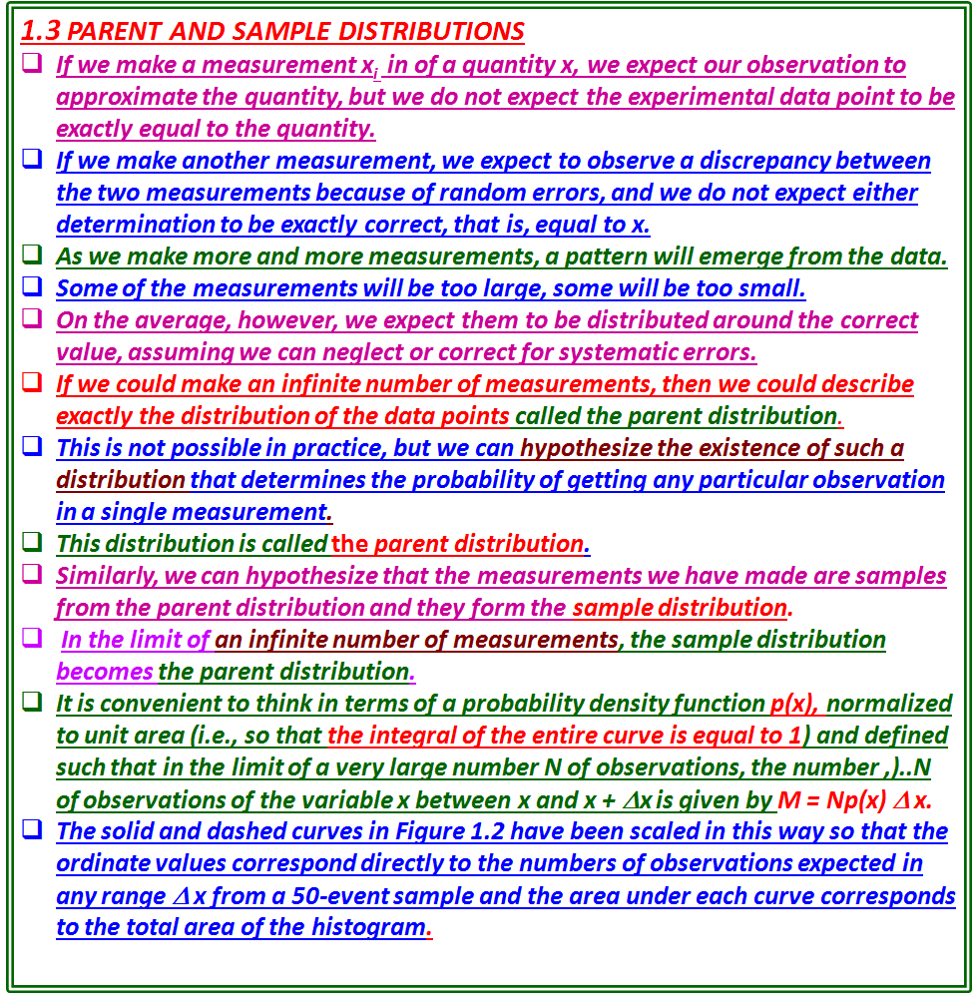 1.3 PARENT AND SAMPLE DISTRIBUTIONS
❑ If we make a measurement xi in of a quantity x, we expect our observation to
approximate the quantity, but we do not expect the experimental data point to be
exactly equal to the quantity.
❑ If we make another measurement, we expect to observe a discrepancy between
the two measurements because of random errors, and we do not expect either
determination to be exactly correct, that is, equal to x.
❑ As we make more and more measurements, a pattern will emerge from the data.
❑ Some of the measurements will be too large, some will be too small.
❑ On the average, however, we expect them to be distributed around the correct
value, assuming we can neglect or correct for systematic errors.
❑ If we could make an infinite number of measurements, then we could describe
exactly the distribution of the data points called the parent distribution.
❑ This is not possible in practice, but we can hypothesize the existence of such a
distribution that determines the probability of getting any particular observation
in a single measurement.
❑ This distribution is called the parent distribution.
❑ Similarly, we can hypothesize that the measurements we have made are samples
from the parent distribution and they form the sample distribution.
❑ In the limit of an infinite number of measurements, the sample distribution
becomes the parent distribution.
❑ It is convenient to think in terms of a probability density function p(x), normalized
to unit area (i.e., so that the integral of the entire curve is equal to 1) and defined
such that in the limit of a very large number N of observations, the number ,)..N
of observations of the variable x between x and x + Δx is given by M = Np(x) Δ x.
❑ The solid and dashed curves in Figure 1.2 have been scaled in this way so that the
ordinate values correspond directly to the numbers of observations expected in
any range Δ x from a 50-event sample and the area under each curve corresponds
to the total area of the histogram.